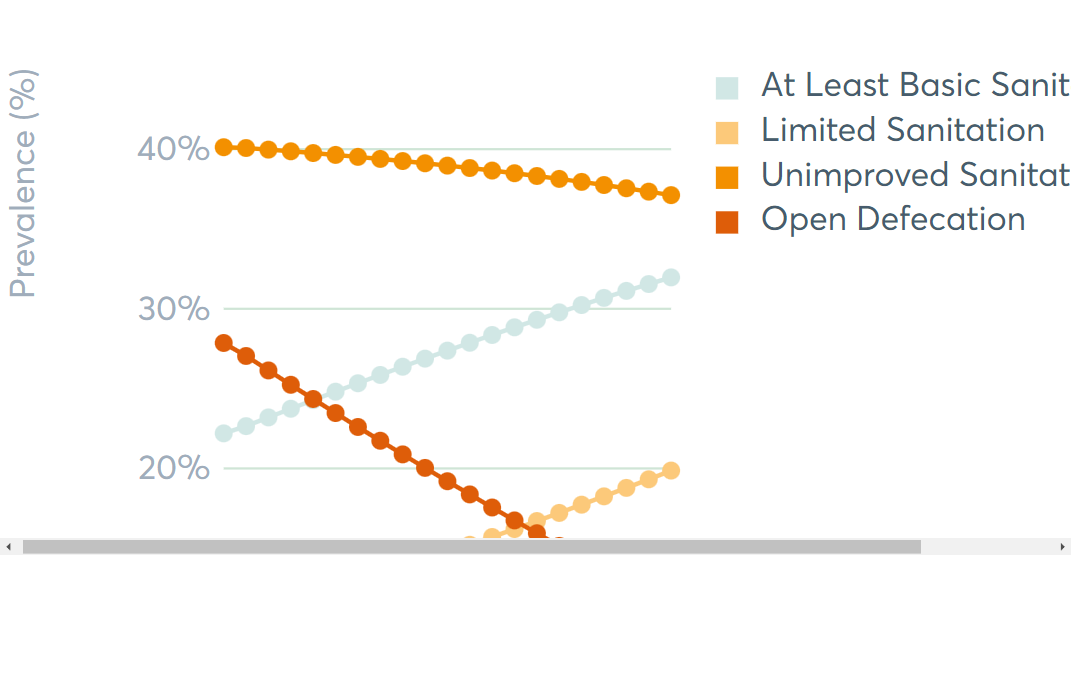 Prevalence (%)
40%
30%
20%
At Least Basic Sanit
Limited Sanitation
Unimproved Sanitat
Open Defecation